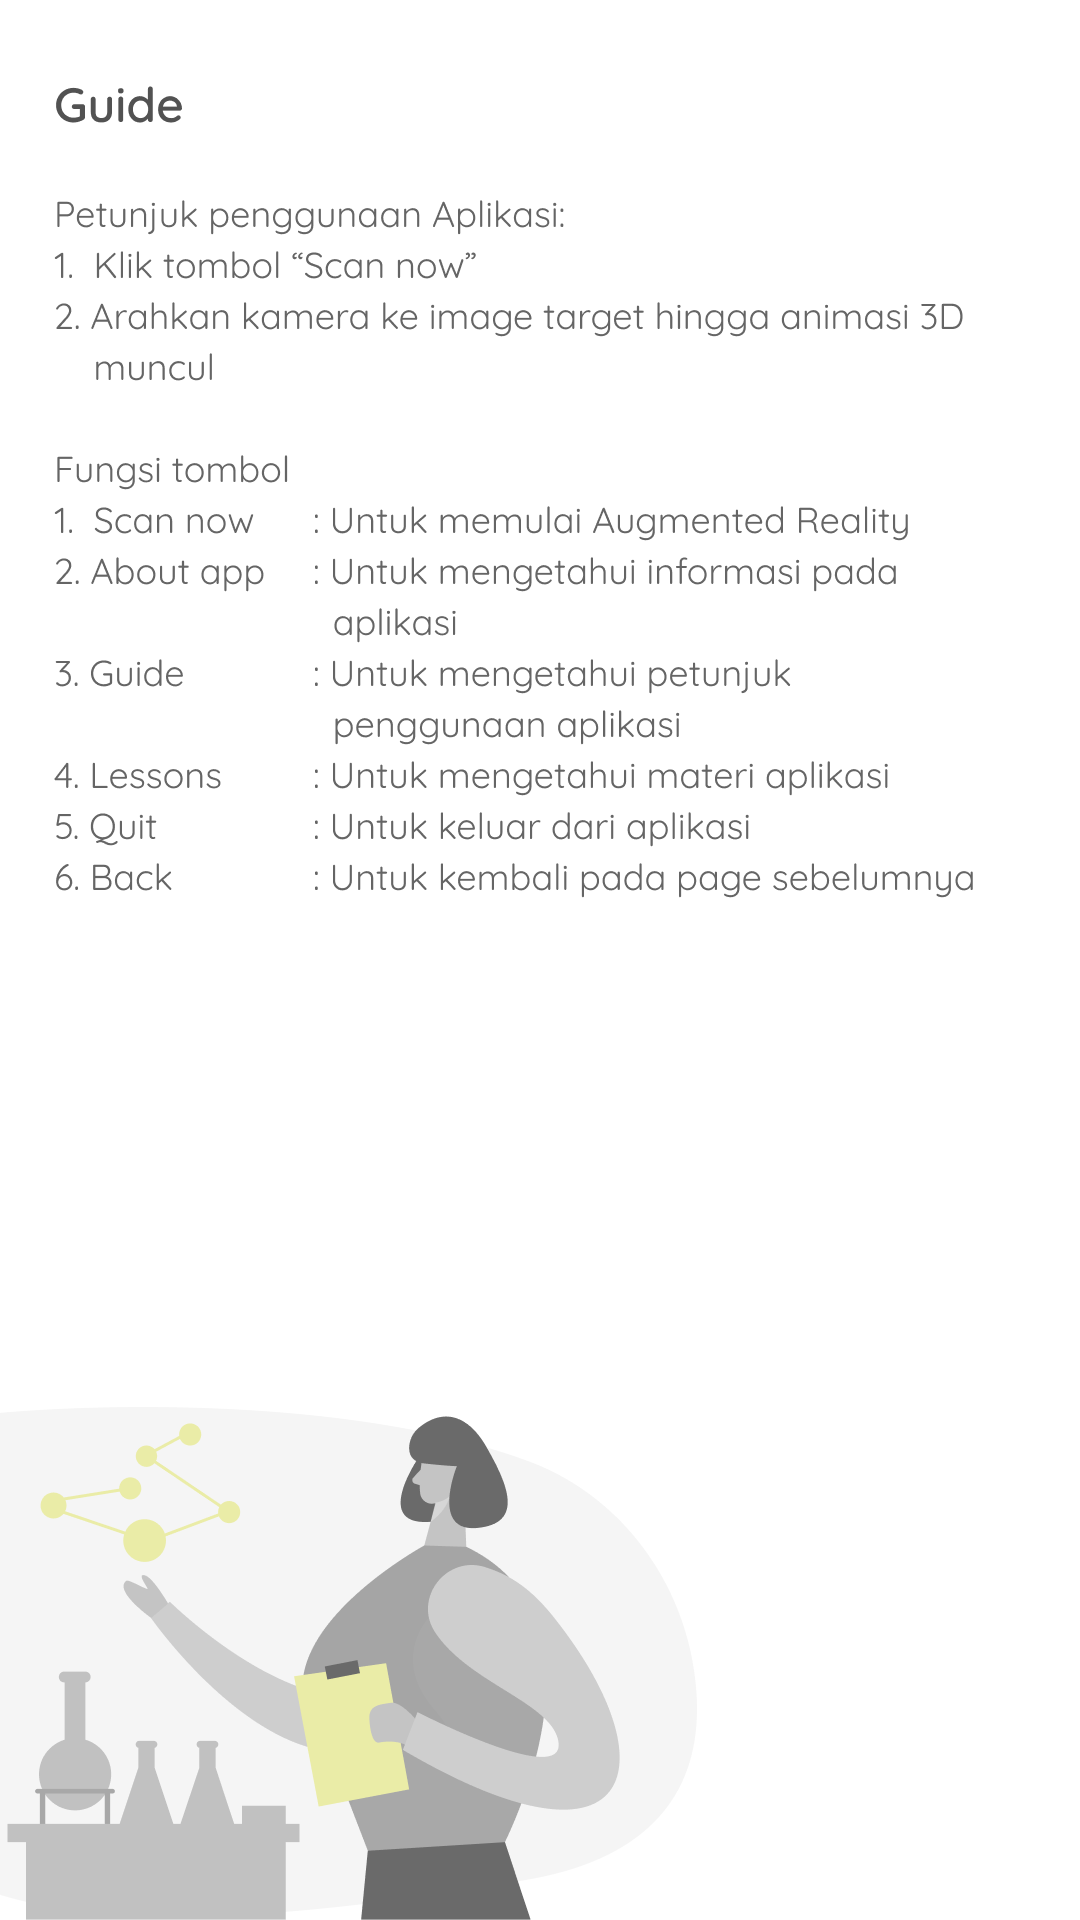 Guide
Petunjuk penggunaan Aplikasi:
1. Klik tombol “Scan now”
2. Arahkan kamera ke image target hingga animasi 3D
muncul
Fungsi tombol
1. Scan now : Untuk memulai Augmented Reality
2. About app : Untuk mengetahui informasi pada
aplikasi
3. Guide : Untuk mengetahui petunjuk
penggunaan aplikasi
4. Lessons : Untuk mengetahui materi aplikasi
5. Quit : Untuk keluar dari aplikasi
6. Back : Untuk kembali pada page sebelumnya